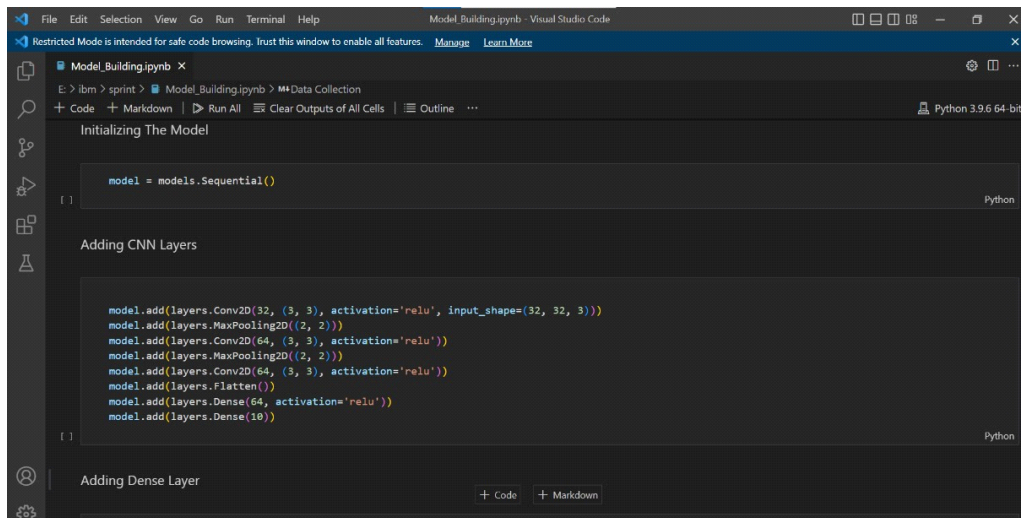 File Edit Selection View Go Run Terminal Help Model_Building.ipynb - Visual Studio Code
Restricted Mode is intended for safe code browsing. Trust this window to enable all features. Manage Learn More
Model_Building.ipynb
E: > ibm > sprint > Model_Building.ipynb > M↓Data Collection
+ Code + Markdown | Run All Clear Outputs of All Cells | Outline ··· Python 3.9.6 64-bit
Initializing The Model
model = models.Sequential()
[ ] Python
Adding CNN Layers
model.add(layers.Conv2D(32, (3, 3), activation='relu', input_shape=(32, 32, 3)))
model.add(layers.MaxPooling2D((2, 2)))
model.add(layers.Conv2D(64, (3, 3), activation='relu'))
model.add(layers.MaxPooling2D((2, 2)))
model.add(layers.Conv2D(64, (3, 3), activation='relu'))
model.add(layers.Flatten())
model.add(layers.Dense(64, activation='relu'))
model.add(layers.Dense(10))
[ ] Python
Adding Dense Layer
+ Code + Markdown